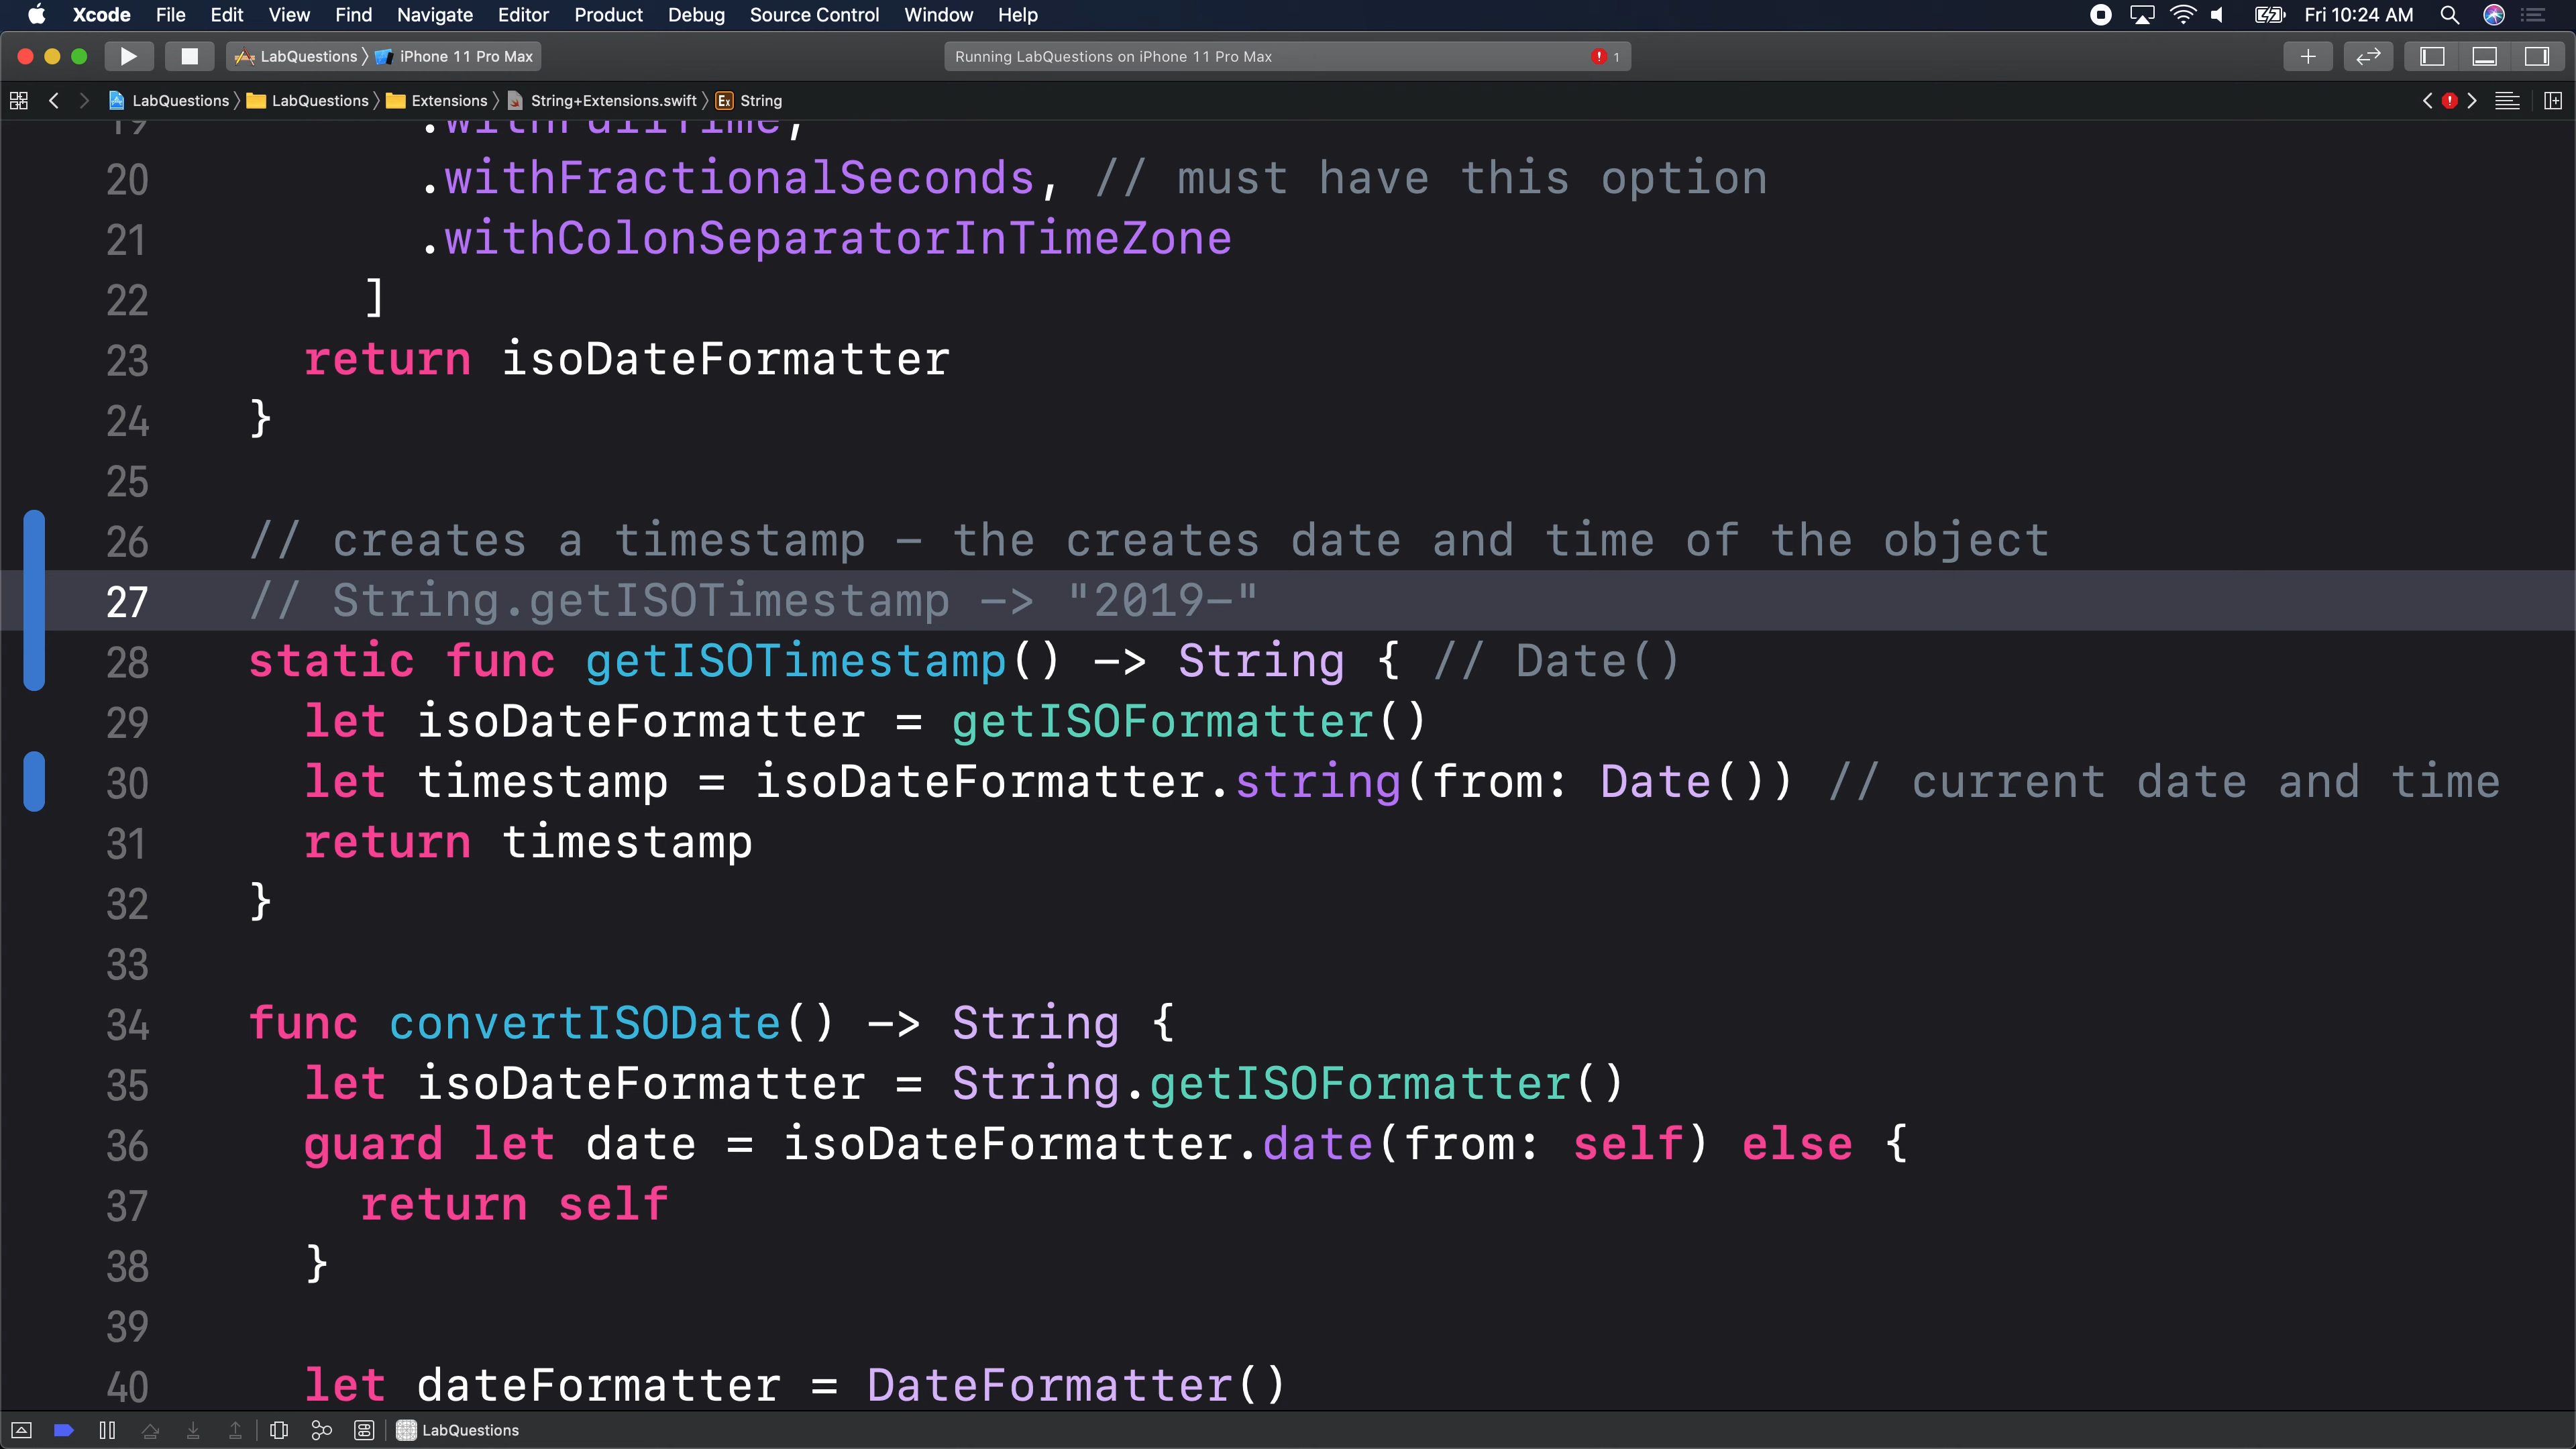 Xcode File Edit View Find Navigate Editor Product Debug Source Control Window Help Fri 10:24 AM
LabQuestions iPhone 11 Pro Max Running LabQuestions on iPhone 11 Pro Max 1
LabQuestions LabQuestions Extensions String+Extensions.swift Ex String
19 .withFullTime,
20 .withFractionalSeconds, // must have this option
21 .withColonSeparatorInTimeZone
22 ]
23 return isoDateFormatter
24 }
25
26 // creates a timestamp - the creates date and time of the object
27 // String.getISOTimestamp -> "2019-"
28 static func getISOTimestamp() -> String { // Date()
29 let isoDateFormatter = getISOFormatter()
30 let timestamp = isoDateFormatter.string(from: Date()) // current date and time
31 return timestamp
32 }
33
34 func convertISODate() -> String {
35 let isoDateFormatter = String.getISOFormatter()
36 guard let date = isoDateFormatter.date(from: self) else {
37 return self
38 }
39
40 let dateFormatter = DateFormatter()
LabQuestions